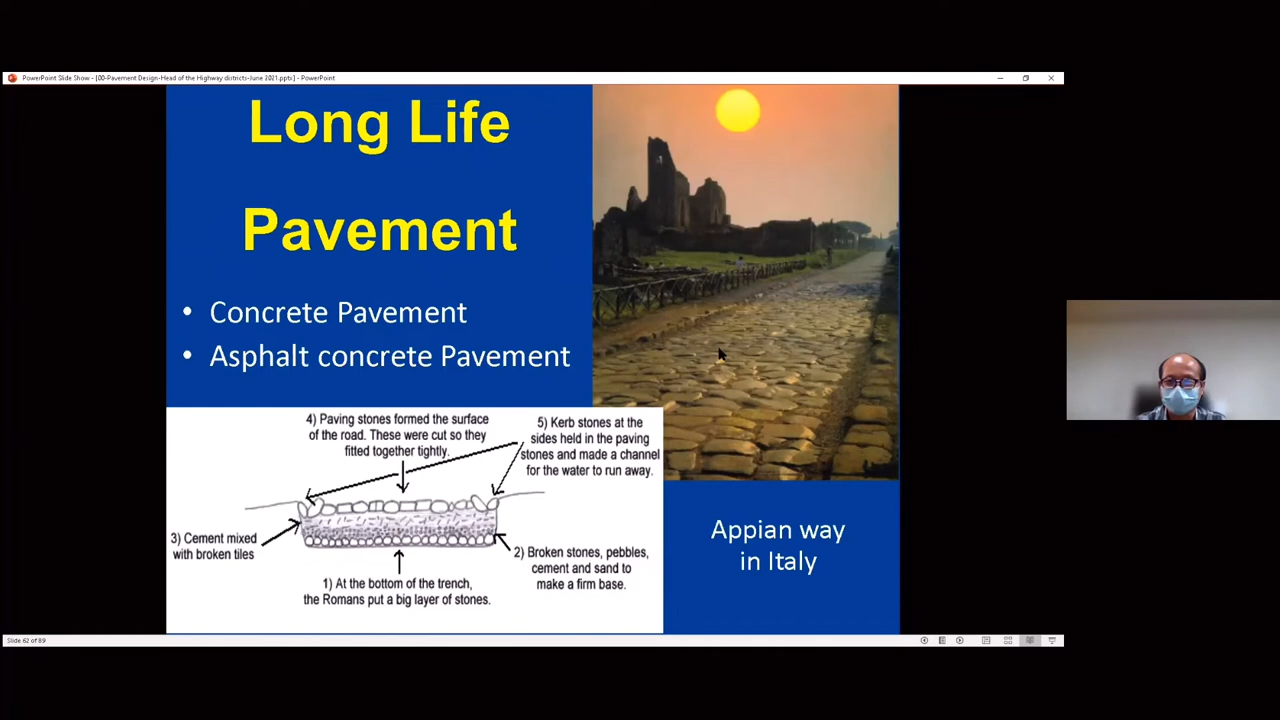 PowerPoint Slide Show - [00-Pavement Design-Head of the Highway districts-June 2021.pptx] - PowerPoint
Long Life
Pavement
• Concrete Pavement
• Asphalt concrete Pavement
4) Paving stones formed the surface
of the road. These were cut so they
fitted together tightly.
5) Kerb stones at the
sides held in the paving
stones and made a channel
for the water to run away.
3) Cement mixed
with broken tiles
2) Broken stones, pebbles,
cement and sand to
make a firm base.
1) At the bottom of the trench,
the Romans put a big layer of stones.
Appian way
in Italy
Slide 62 of 89